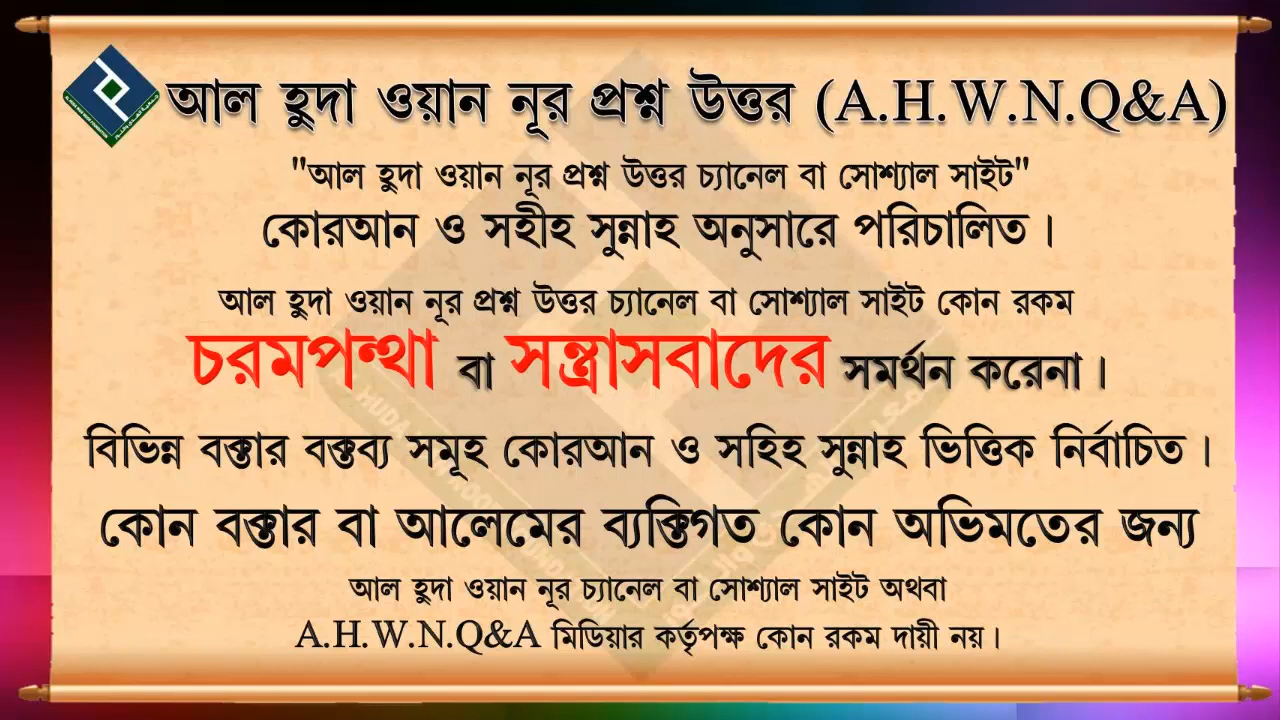 আল হুদা ওয়ান নূর প্রশ্ন উত্তর (A.H.W.N.Q&A)
"আল হুদা ওয়ান নূর প্রশ্ন উত্তর চ্যানেল বা সোশ্যাল সাইট"
কোরআন ও সহীহ সুন্নাহ অনুসারে পরিচালিত।
আল হুদা ওয়ান নূর প্রশ্ন উত্তর চ্যানেল বা সোশ্যাল সাইট কোন রকম
চরমপন্থা বা সন্ত্রাসবাদের সমর্থন করেনা।
বিভিন্ন বক্তার বক্তব্য সমূহ কোরআন ও সহিহ সুন্নাহ ভিত্তিক নির্বাচিত।
কোন বক্তার বা আলেমের ব্যক্তিগত কোন অভিমতের জন্য
আল হুদা ওয়ান নূর চ্যানেল বা সোশ্যাল সাইট অথবা
A.H.W.N.Q&A মিডিয়ার কর্তৃপক্ষ কোন রকম দায়ী নয়।